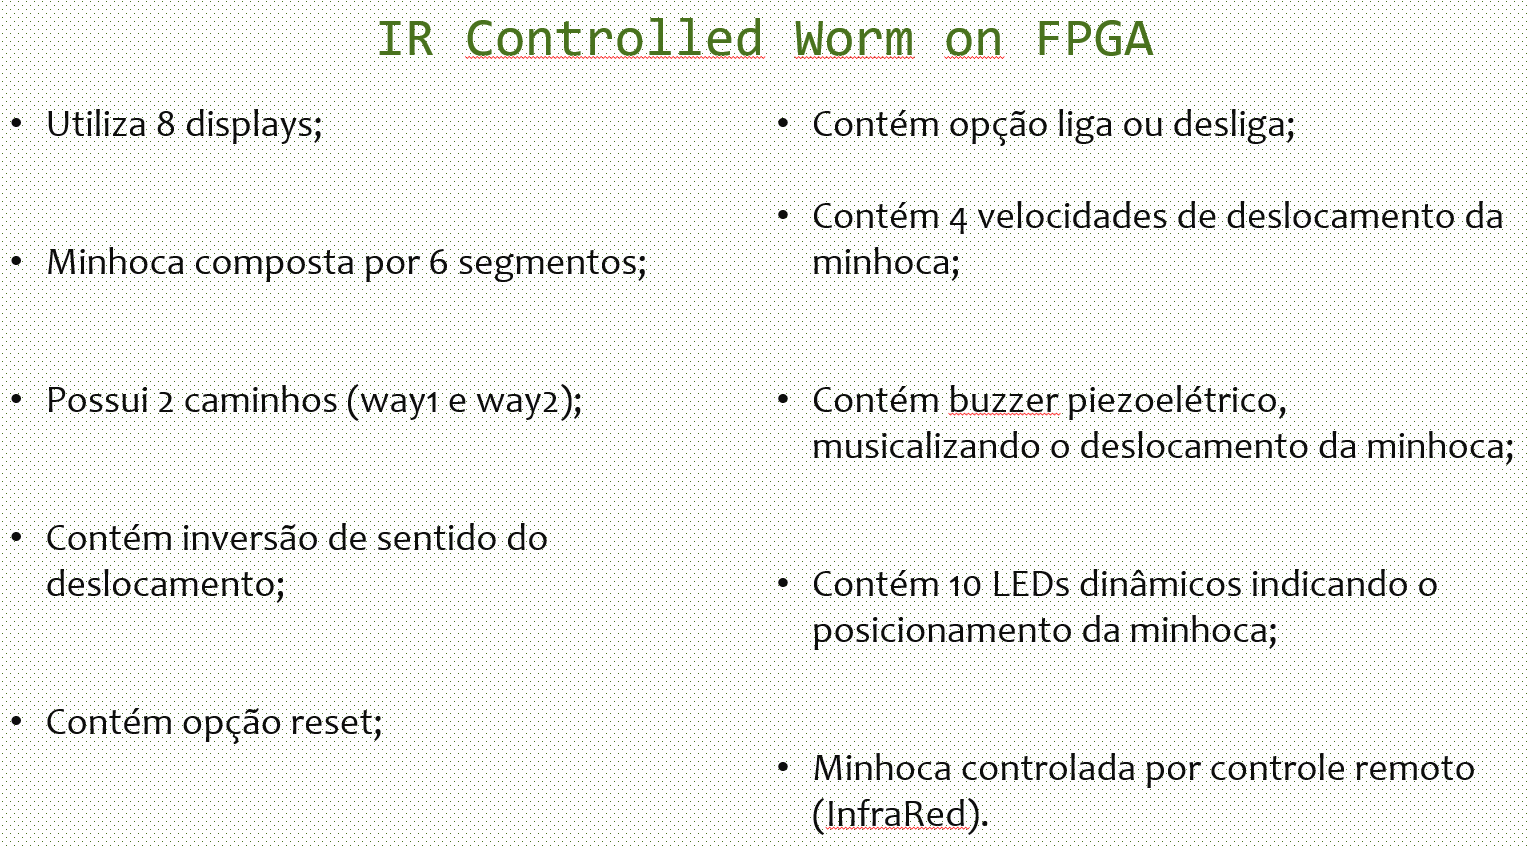 IR Controlled Worm on FPGA
• Utiliza 8 displays;
• Minhoca composta por 6 segmentos;
• Possui 2 caminhos (way1 e way2);
• Contém inversão de sentido do
deslocamento;
• Contém opção reset;
• Contém opção liga ou desliga;
• Contém 4 velocidades de deslocamento da
minhoca;
• Contém buzzer piezoelétrico,
musicalizando o deslocamento da minhoca;
• Contém 10 LEDs dinâmicos indicando o
posicionamento da minhoca;
• Minhoca controlada por controle remoto
(InfraRed).